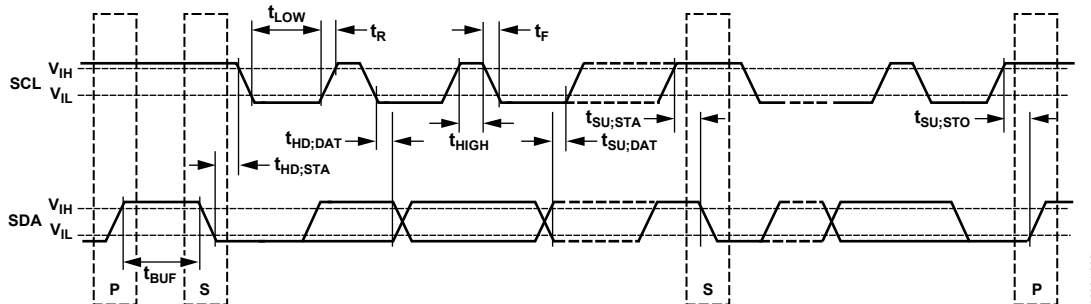 tLOW
tR
tF
VIH
SCL
VIL
tHD;DAT
tHIGH
tSU;STA
tSU;DAT
tSU;STO
tHD;STA
VIH
SDA
VIL
tBUF
P
S
S
P